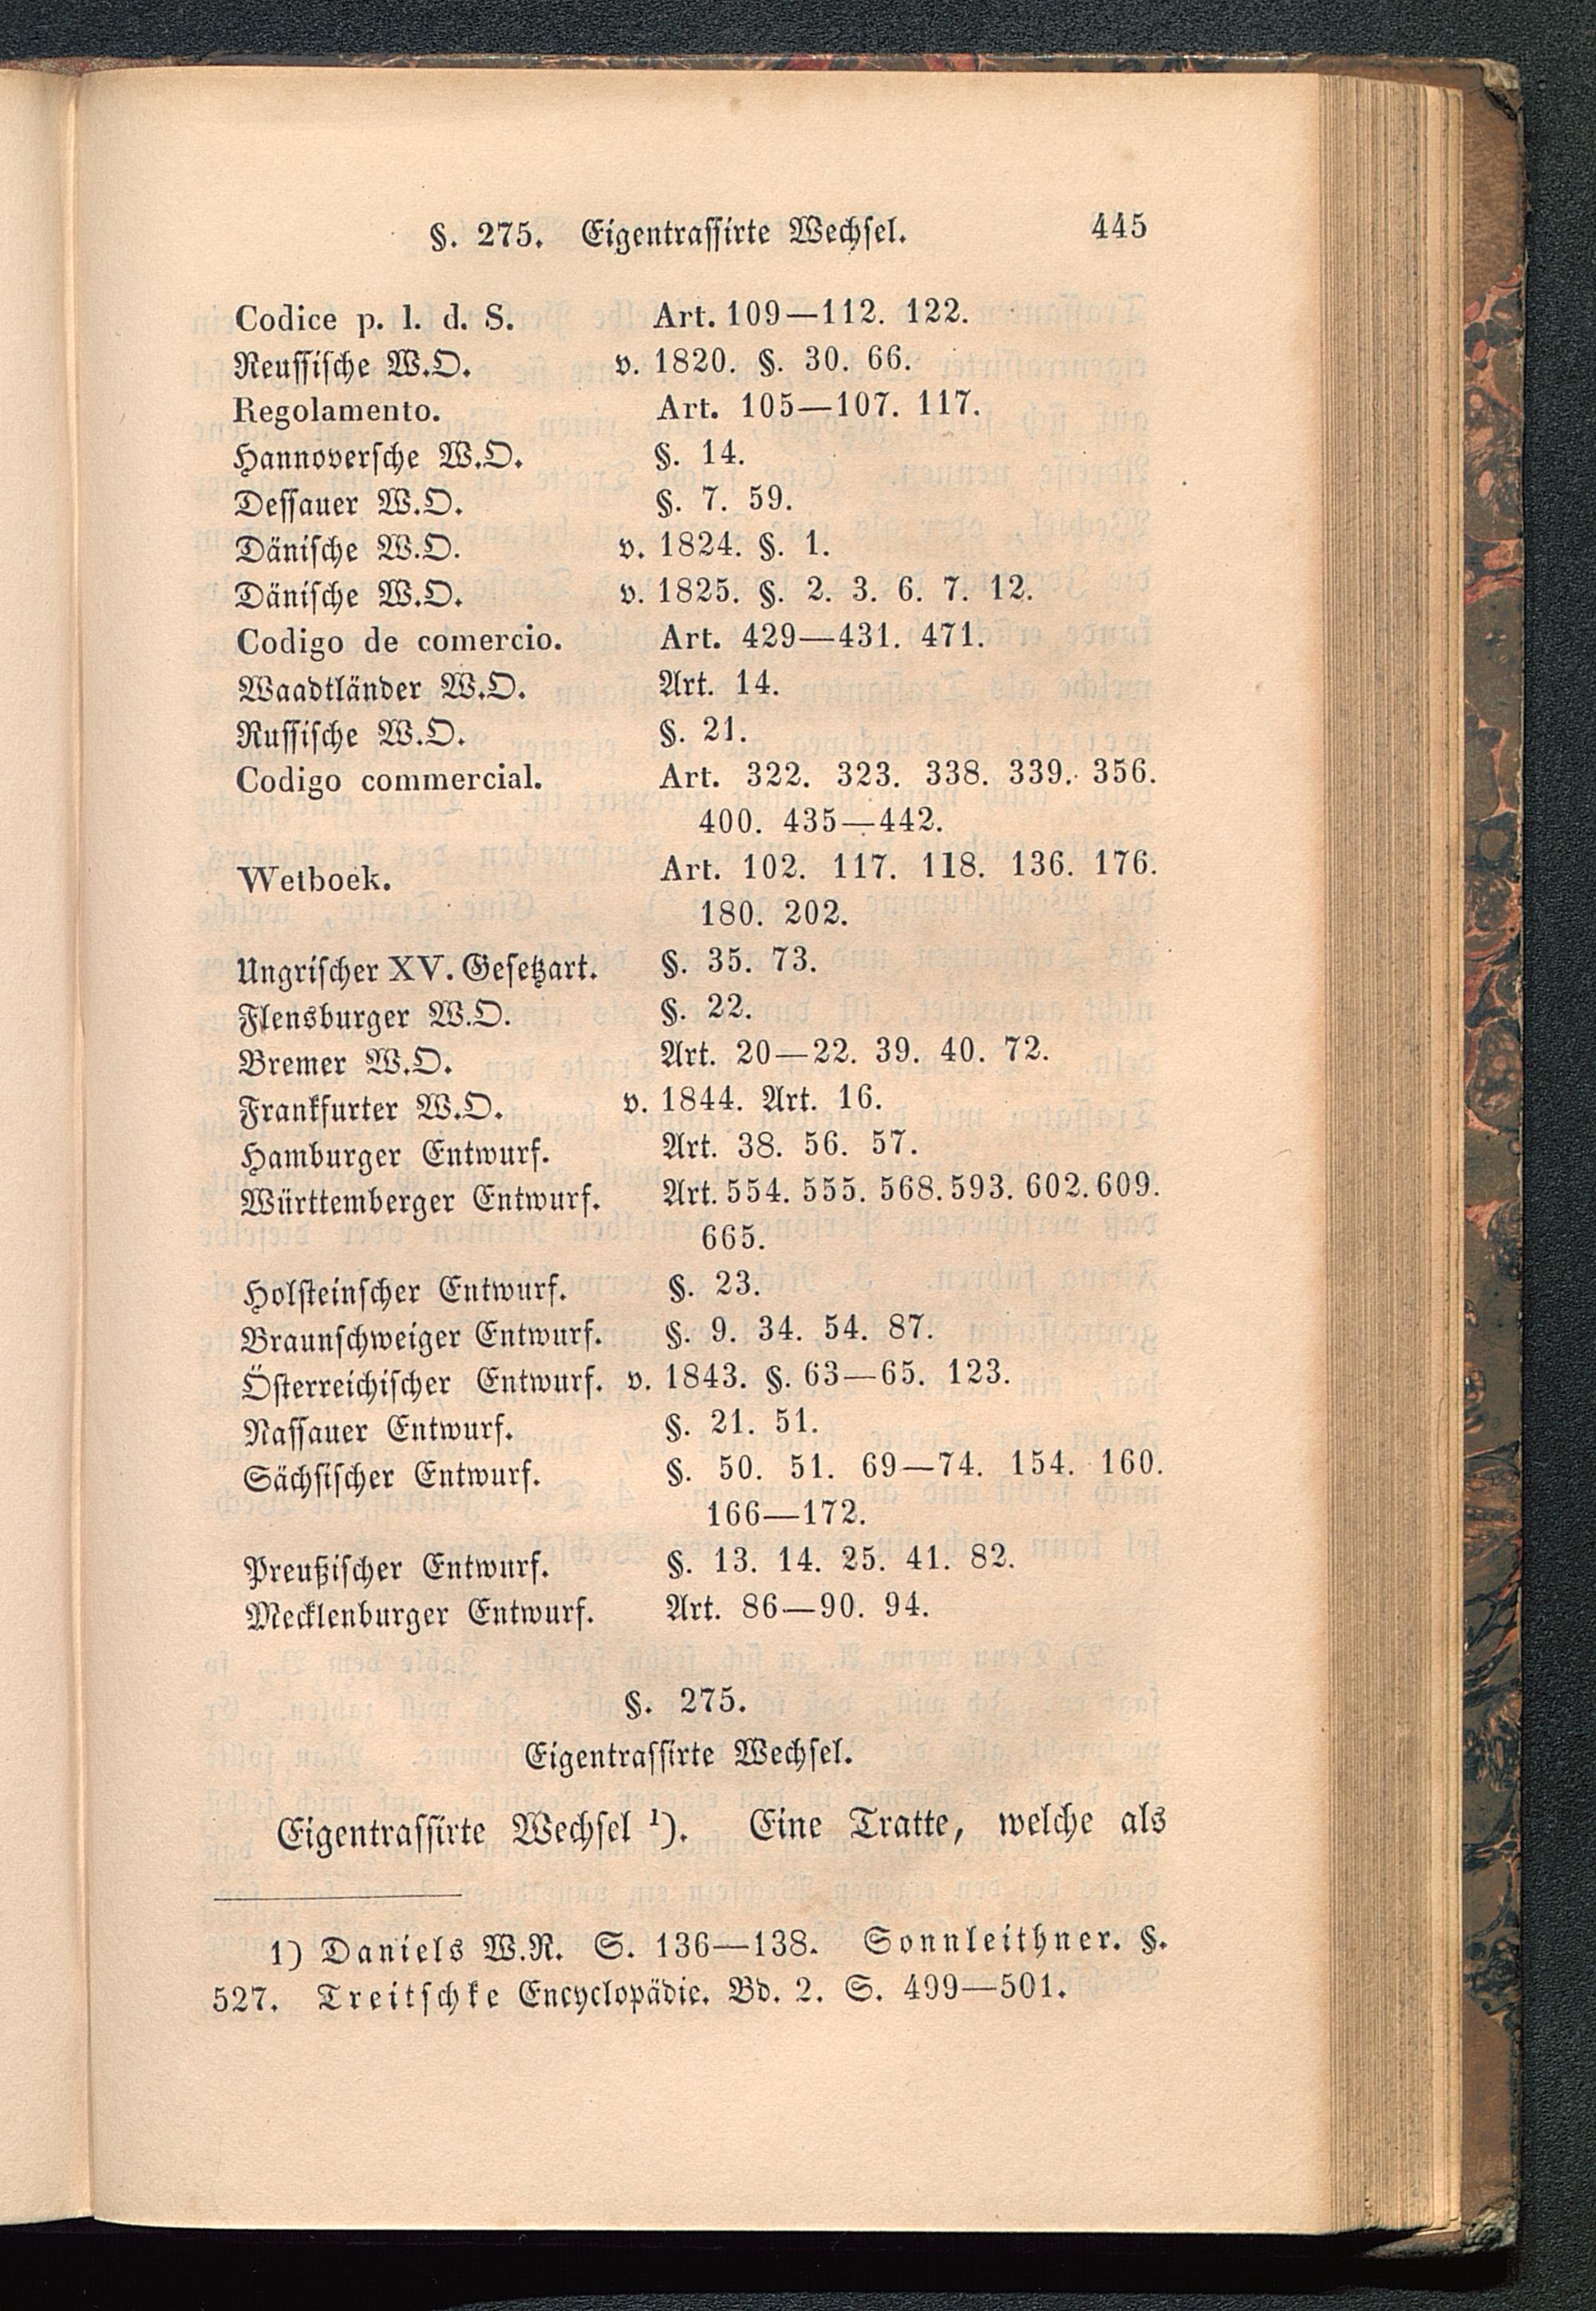 §. 275. Eigentrassirte Wechsel. 445
Codice p. l. d. S. Art. 109—112. 122.
Reussische W.O. v. 1820. §. 30. 66.
Regolamento. Art. 105—107. 117.
Hannoversche W.O. §. 14.
Dessauer W.O. §. 7. 59.
Dänische W.O. v. 1824. §. 1.
Dänische W.O. v. 1825. §. 2. 3. 6. 7. 12.
Codigo de comercio. Art. 429—431. 471.
Waadtländer W.O. Art. 14.
Russische W.O. §. 21.
Codigo commercial. Art. 322. 323. 338. 339. 356.
400. 435—442.
Wetboek. Art. 102. 117. 118. 136. 176.
180. 202.
Ungrischer XV. Gesetzart. §. 35. 73.
Flensburger W.O. §. 22.
Bremer W.O. Art. 20—22. 39. 40. 72.
Frankfurter W.O. v. 1844. Art. 16.
Hamburger Entwurf. Art. 38. 56. 57.
Württemberger Entwurf. Art. 554. 555. 568. 593. 602. 609.
665.
Holsteinscher Entwurf. §. 23.
Braunschweiger Entwurf. §. 9. 34. 54. 87.
Österreichischer Entwurf. v. 1843. §. 63—65. 123.
Nassauer Entwurf. §. 21. 51.
Sächsischer Entwurf. §. 50. 51. 69—74. 154. 160.
166—172.
Preußischer Entwurf. §. 13. 14. 25. 41. 82.
Mecklenburger Entwurf. Art. 86—90. 94.
§. 275.
Eigentrassirte Wechsel.
Eigentrassirte Wechsel ¹). Eine Tratte, welche als
1) Daniels W.R. S. 136—138. Sonnleithner. §.
527. Treitschke Encyclopädie. Bd. 2. S. 499—501.